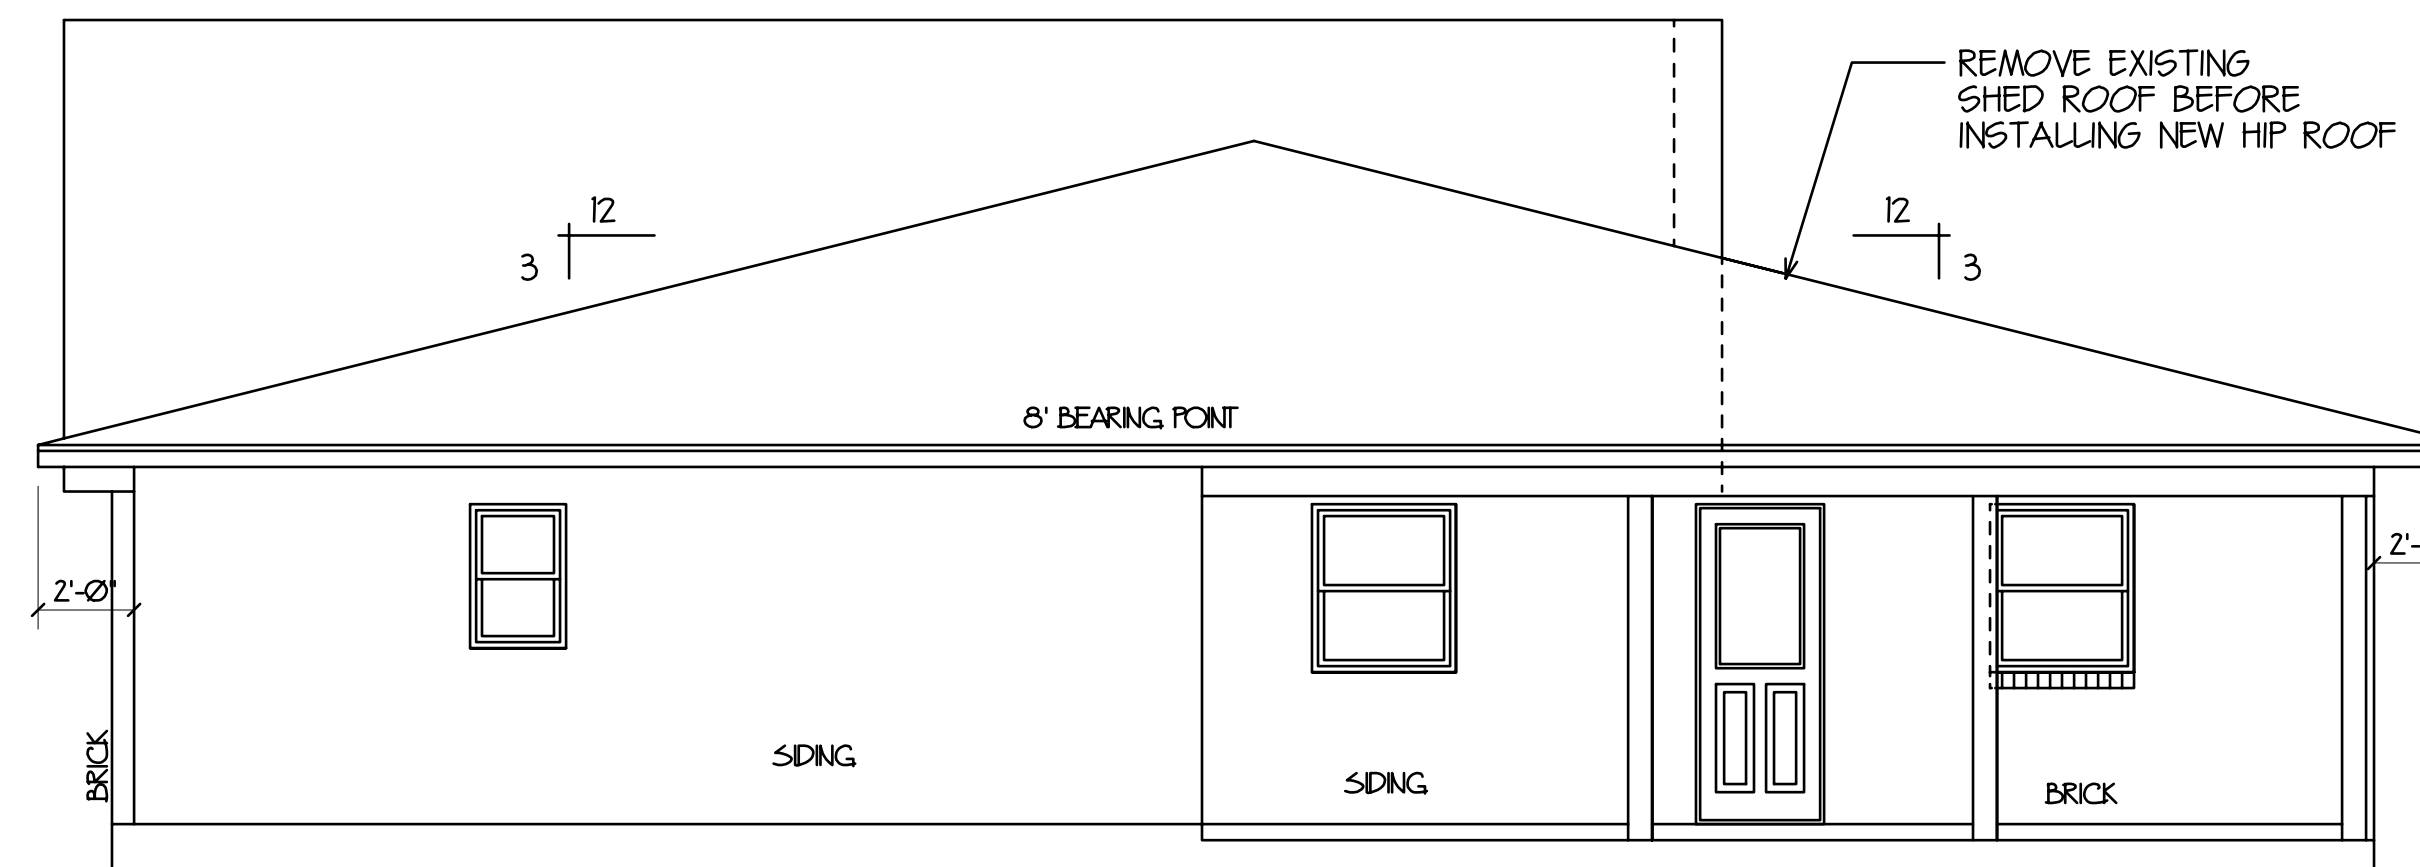 REMOVE EXISTING
SHED ROOF BEFORE
INSTALLING NEW HIP ROOF
12
3
12
3
8' BEARING POINT
2'-0"
2'-
BRICK
SIDING
SIDING
BRICK